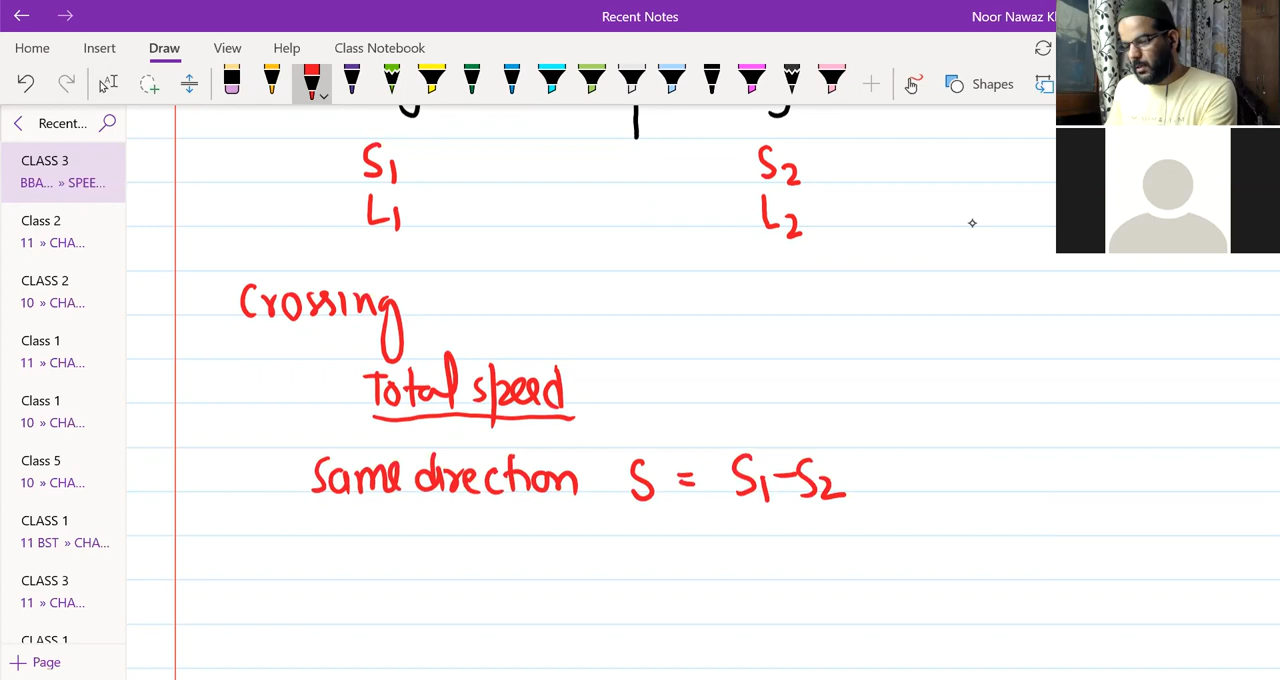 Recent Notes
Noor Nawaz Kl
Home Insert Draw View Help Class Notebook
Shapes
Recent...
CLASS 3
BBA... » SPEE...
Class 2
11 » CHA...
CLASS 2
10 » CHA...
Class 1
11 » CHA...
Class 1
10 » CHA...
Class 5
10 » CHA...
CLASS 1
11 BST » CHA...
CLASS 3
11 » CHA...
CLASS 1
Page
S1 S2
L1 L2
Crossing
Total speed
Same direction S = S1-S2